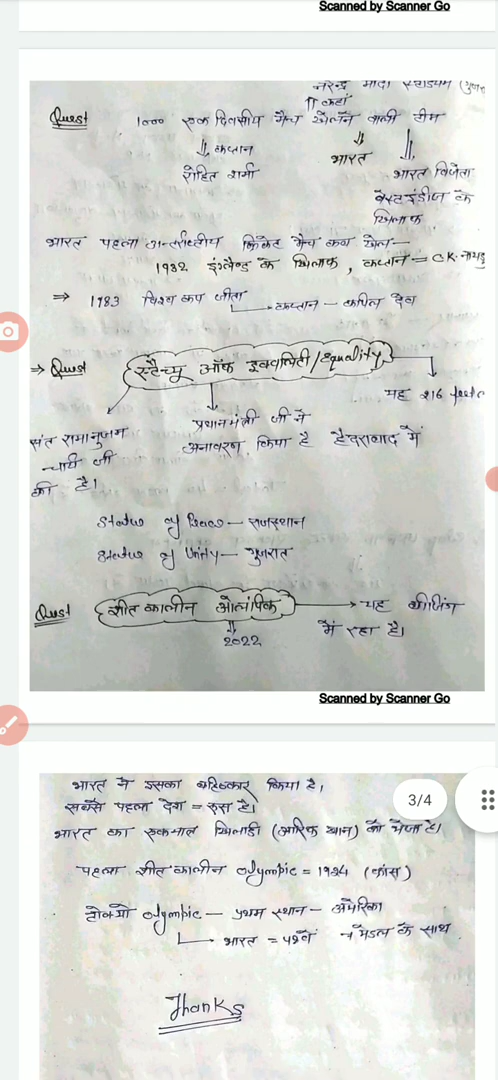 Scanned by Scanner Go
नरेन्द्र मोदी स्टेडियम (गुज
⇑ कहां
Quest 1000 एक दिवसीय मैच खेलने वाली टीम
⇓ कप्तान ⇓ ⇓
रोहित शर्मा भारत भारत विजेता
वेस्टइंडीज के
खिलाफ
भारत पहला अन्तर्राष्ट्रीय क्रिकेट मैच कब खेल-
1932 इंग्लैण्ड के खिलाफ, कप्तान = C.K. नायडू
⇒ 1983 विश्व कप जीता
कप्तान - कपिल देव
→ Quest स्टैच्यू ऑफ इक्वलिटी/Equality
यह 216 feet
संत रामानुजम प्रधानमंत्री जी ने
चार्य जी अनावरण किया है हैदराबाद में
की है।
Statue of Peace - राजस्थान
Statue of Unity - गुजरात
Quest शीतकालीन ओलंपिक → यह बीजिंग
⇓ में रहा है।
2022
Scanned by Scanner Go
भारत ने इसका बहिष्कार किया है,
सबसे पहला देश = रूस है।
भारत का एकमात्र खिलाड़ी (आरिफ खान) को भेजा है।
3/4
पहला शीतकालीन Olympic = 1924 (फ्रांस)
टोक्यो Olympic - प्रथम स्थान - अमेरिका
भारत = 48वें 7 मेडल के साथ
Thanks